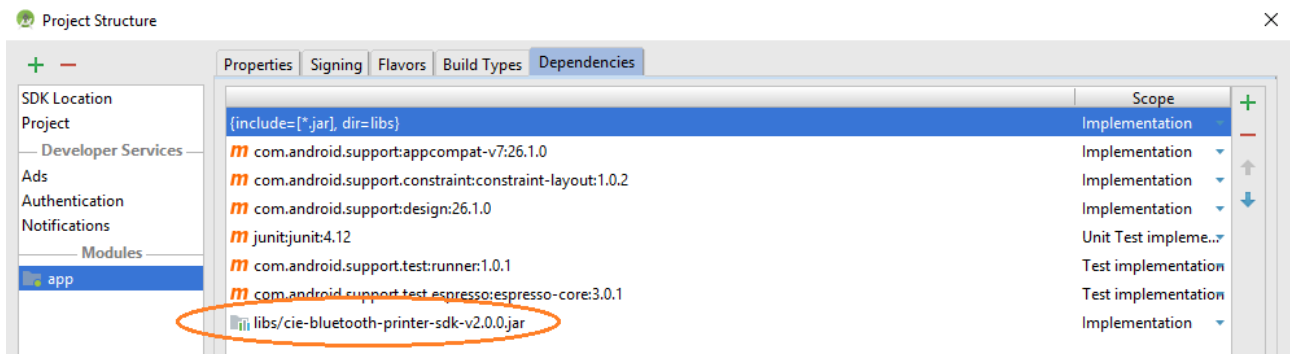 Project Structure
Properties Signing Flavors Build Types Dependencies
SDK Location
Project
Developer Services
Ads
Authentication
Notifications
Modules
app
Scope
{include=[*.jar], dir=libs} Implementation
m com.android.support:appcompat-v7:26.1.0 Implementation
m com.android.support.constraint:constraint-layout:1.0.2 Implementation
m com.android.support:design:26.1.0 Implementation
m junit:junit:4.12 Unit Test impleme...
m com.android.support.test:runner:1.0.1 Test implementation
m com.android.support.test.espresso:espresso-core:3.0.1 Test implementation
libs/cie-bluetooth-printer-sdk-v2.0.0.jar Implementation